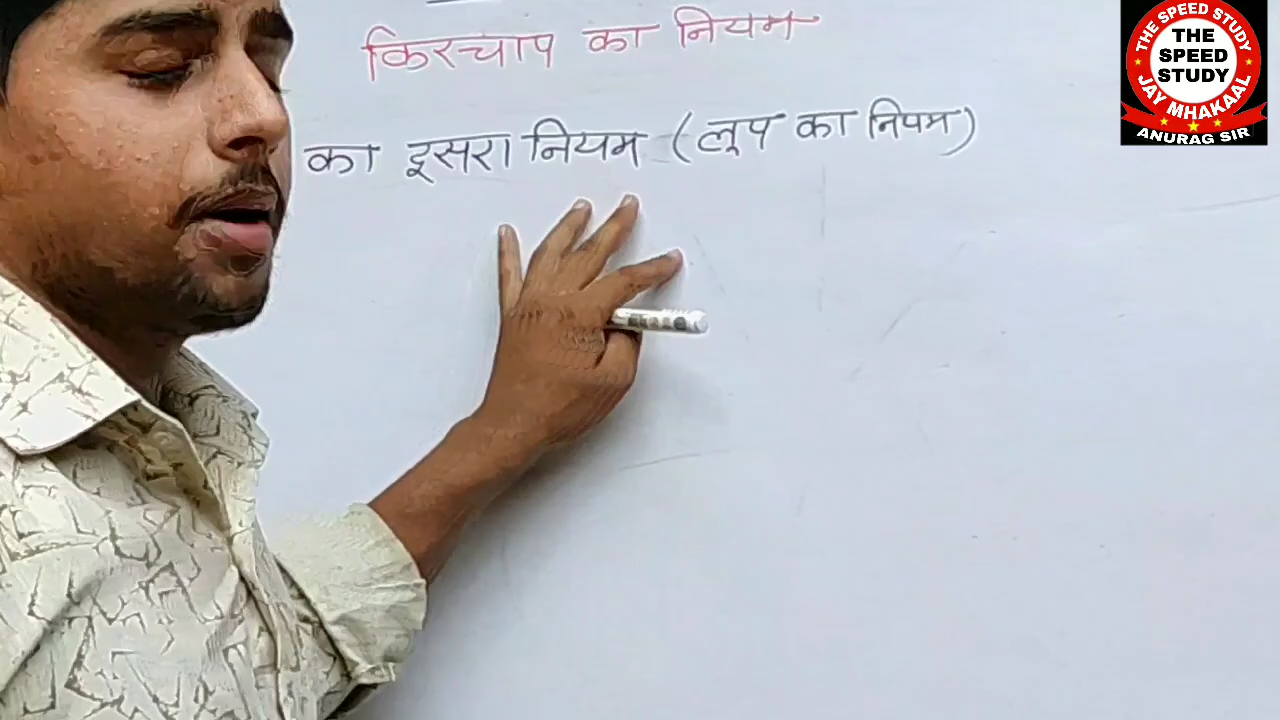 किरचाप का नियम
का दूसरा नियम (लूप का नियम)
THE SPEED STUDY
THE
SPEED
STUDY
JAY MHAKAAL
ANURAG SIR